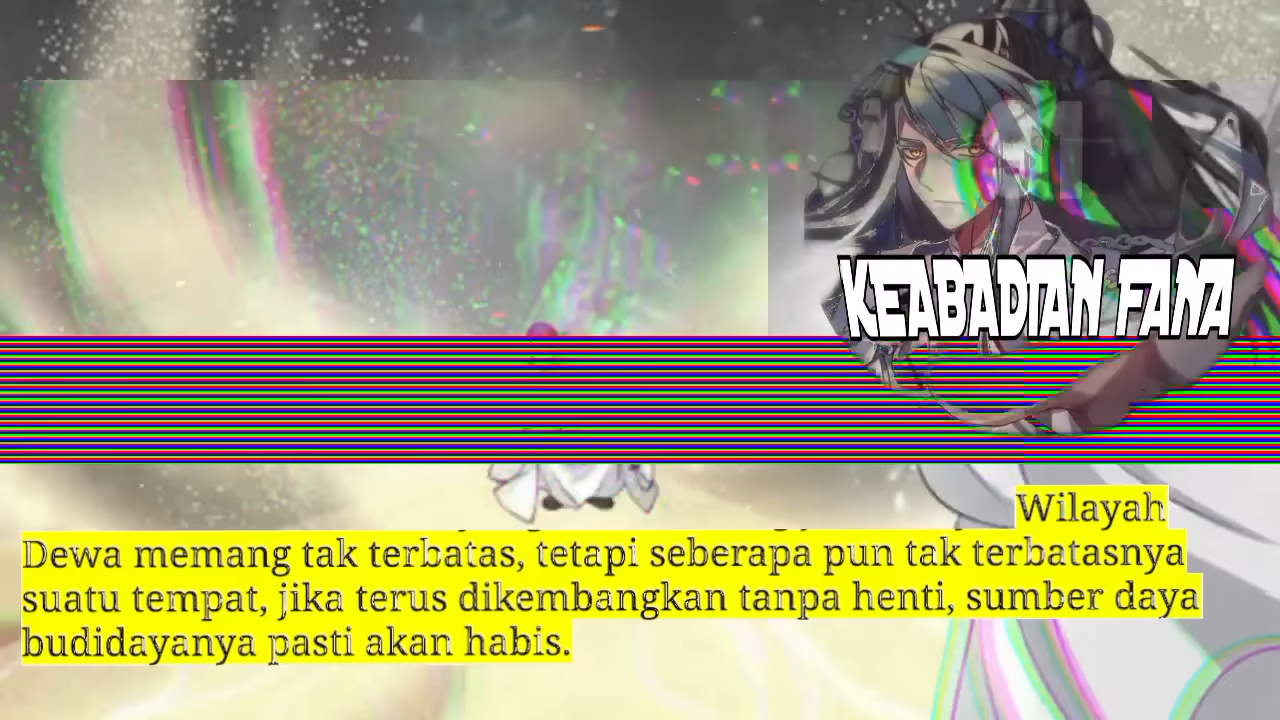 KEABADIAN FANA
Wilayah
Dewa memang tak terbatas, tetapi seberapa pun tak terbatasnya
suatu tempat, jika terus dikembangkan tanpa henti, sumber daya
budidayanya pasti akan habis.